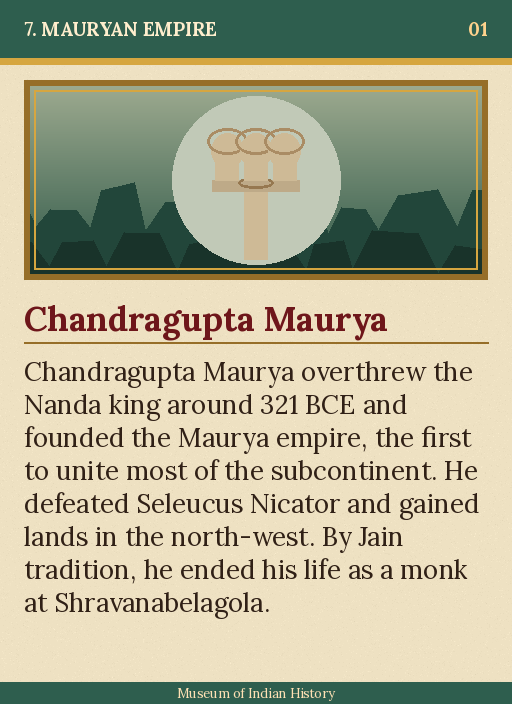 7. MAURYAN EMPIRE
01
Chandragupta Maurya
Chandragupta Maurya overthrew the
Nanda king around 321 BCE and
founded the Maurya empire, the first
to unite most of the subcontinent. He
defeated Seleucus Nicator and gained
lands in the north-west. By Jain
tradition, he ended his life as a monk
at Shravanabelagola.
Museum of Indian History